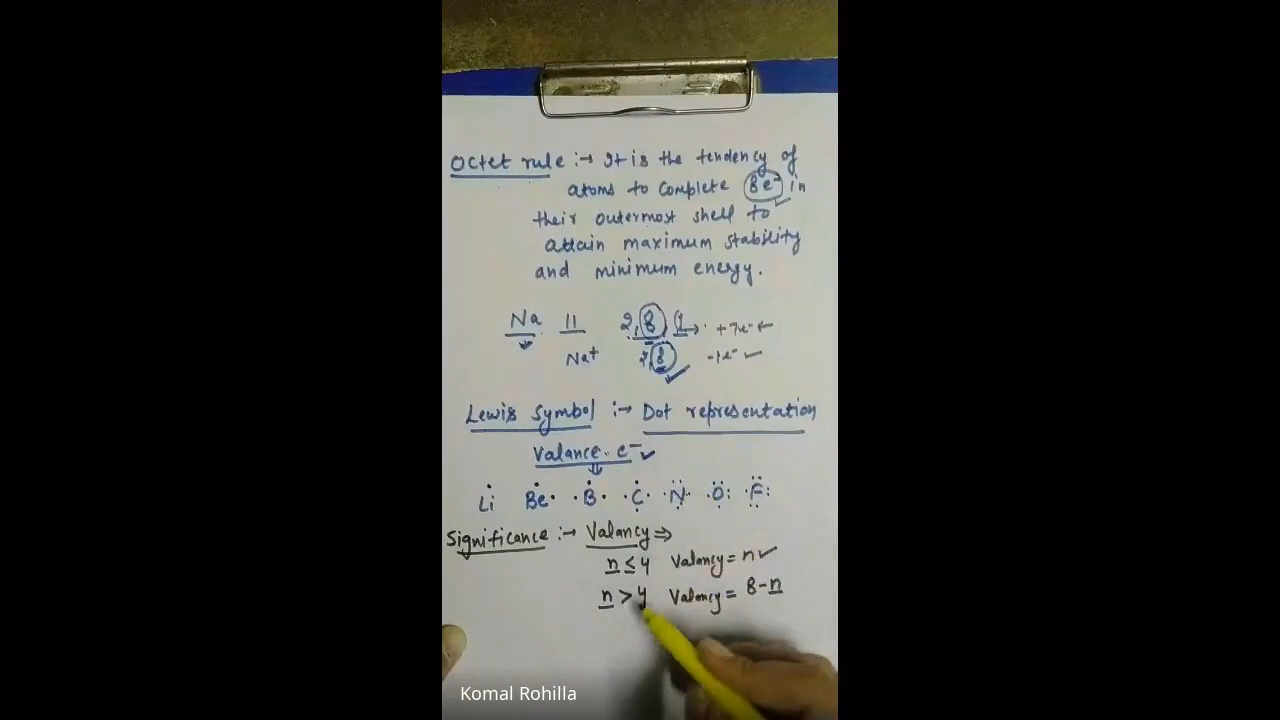 Octet rule :→ It is the tendency of
atoms to complete 8e⁻ in
their outermost shell to
attain maximum stability
and minimum energy.
Na 11 2,8,1 → +7e⁻
Na⁺ 2,8 -1e⁻ ✓
Lewis symbol :→ Dot representation
Valance e⁻ ✓
Li Be B C N O F
Significance :→ Valancy ⇒
n ≤ 4 Valancy = n ✓
n > 4 Valancy = 8-n
Komal Rohilla